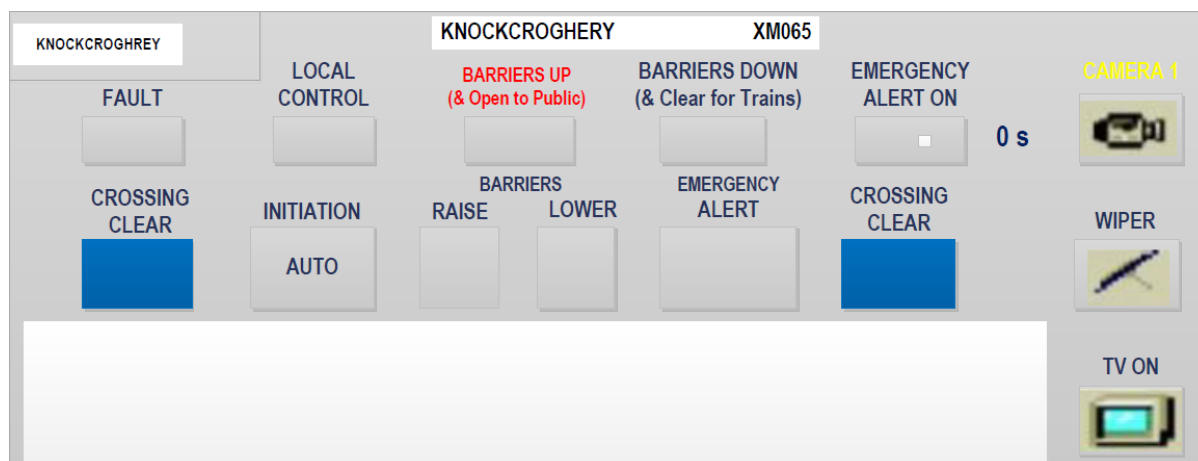 KNOCKCROGHREY
KNOCKCROGHERY XM065
FAULT
LOCAL
CONTROL
BARRIERS UP
(& Open to Public)
BARRIERS DOWN
(& Clear for Trains)
EMERGENCY
ALERT ON
0 s
CAMERA 1
CROSSING
CLEAR
INITIATION
AUTO
BARRIERS
RAISE LOWER
EMERGENCY
ALERT
CROSSING
CLEAR
WIPER
TV ON